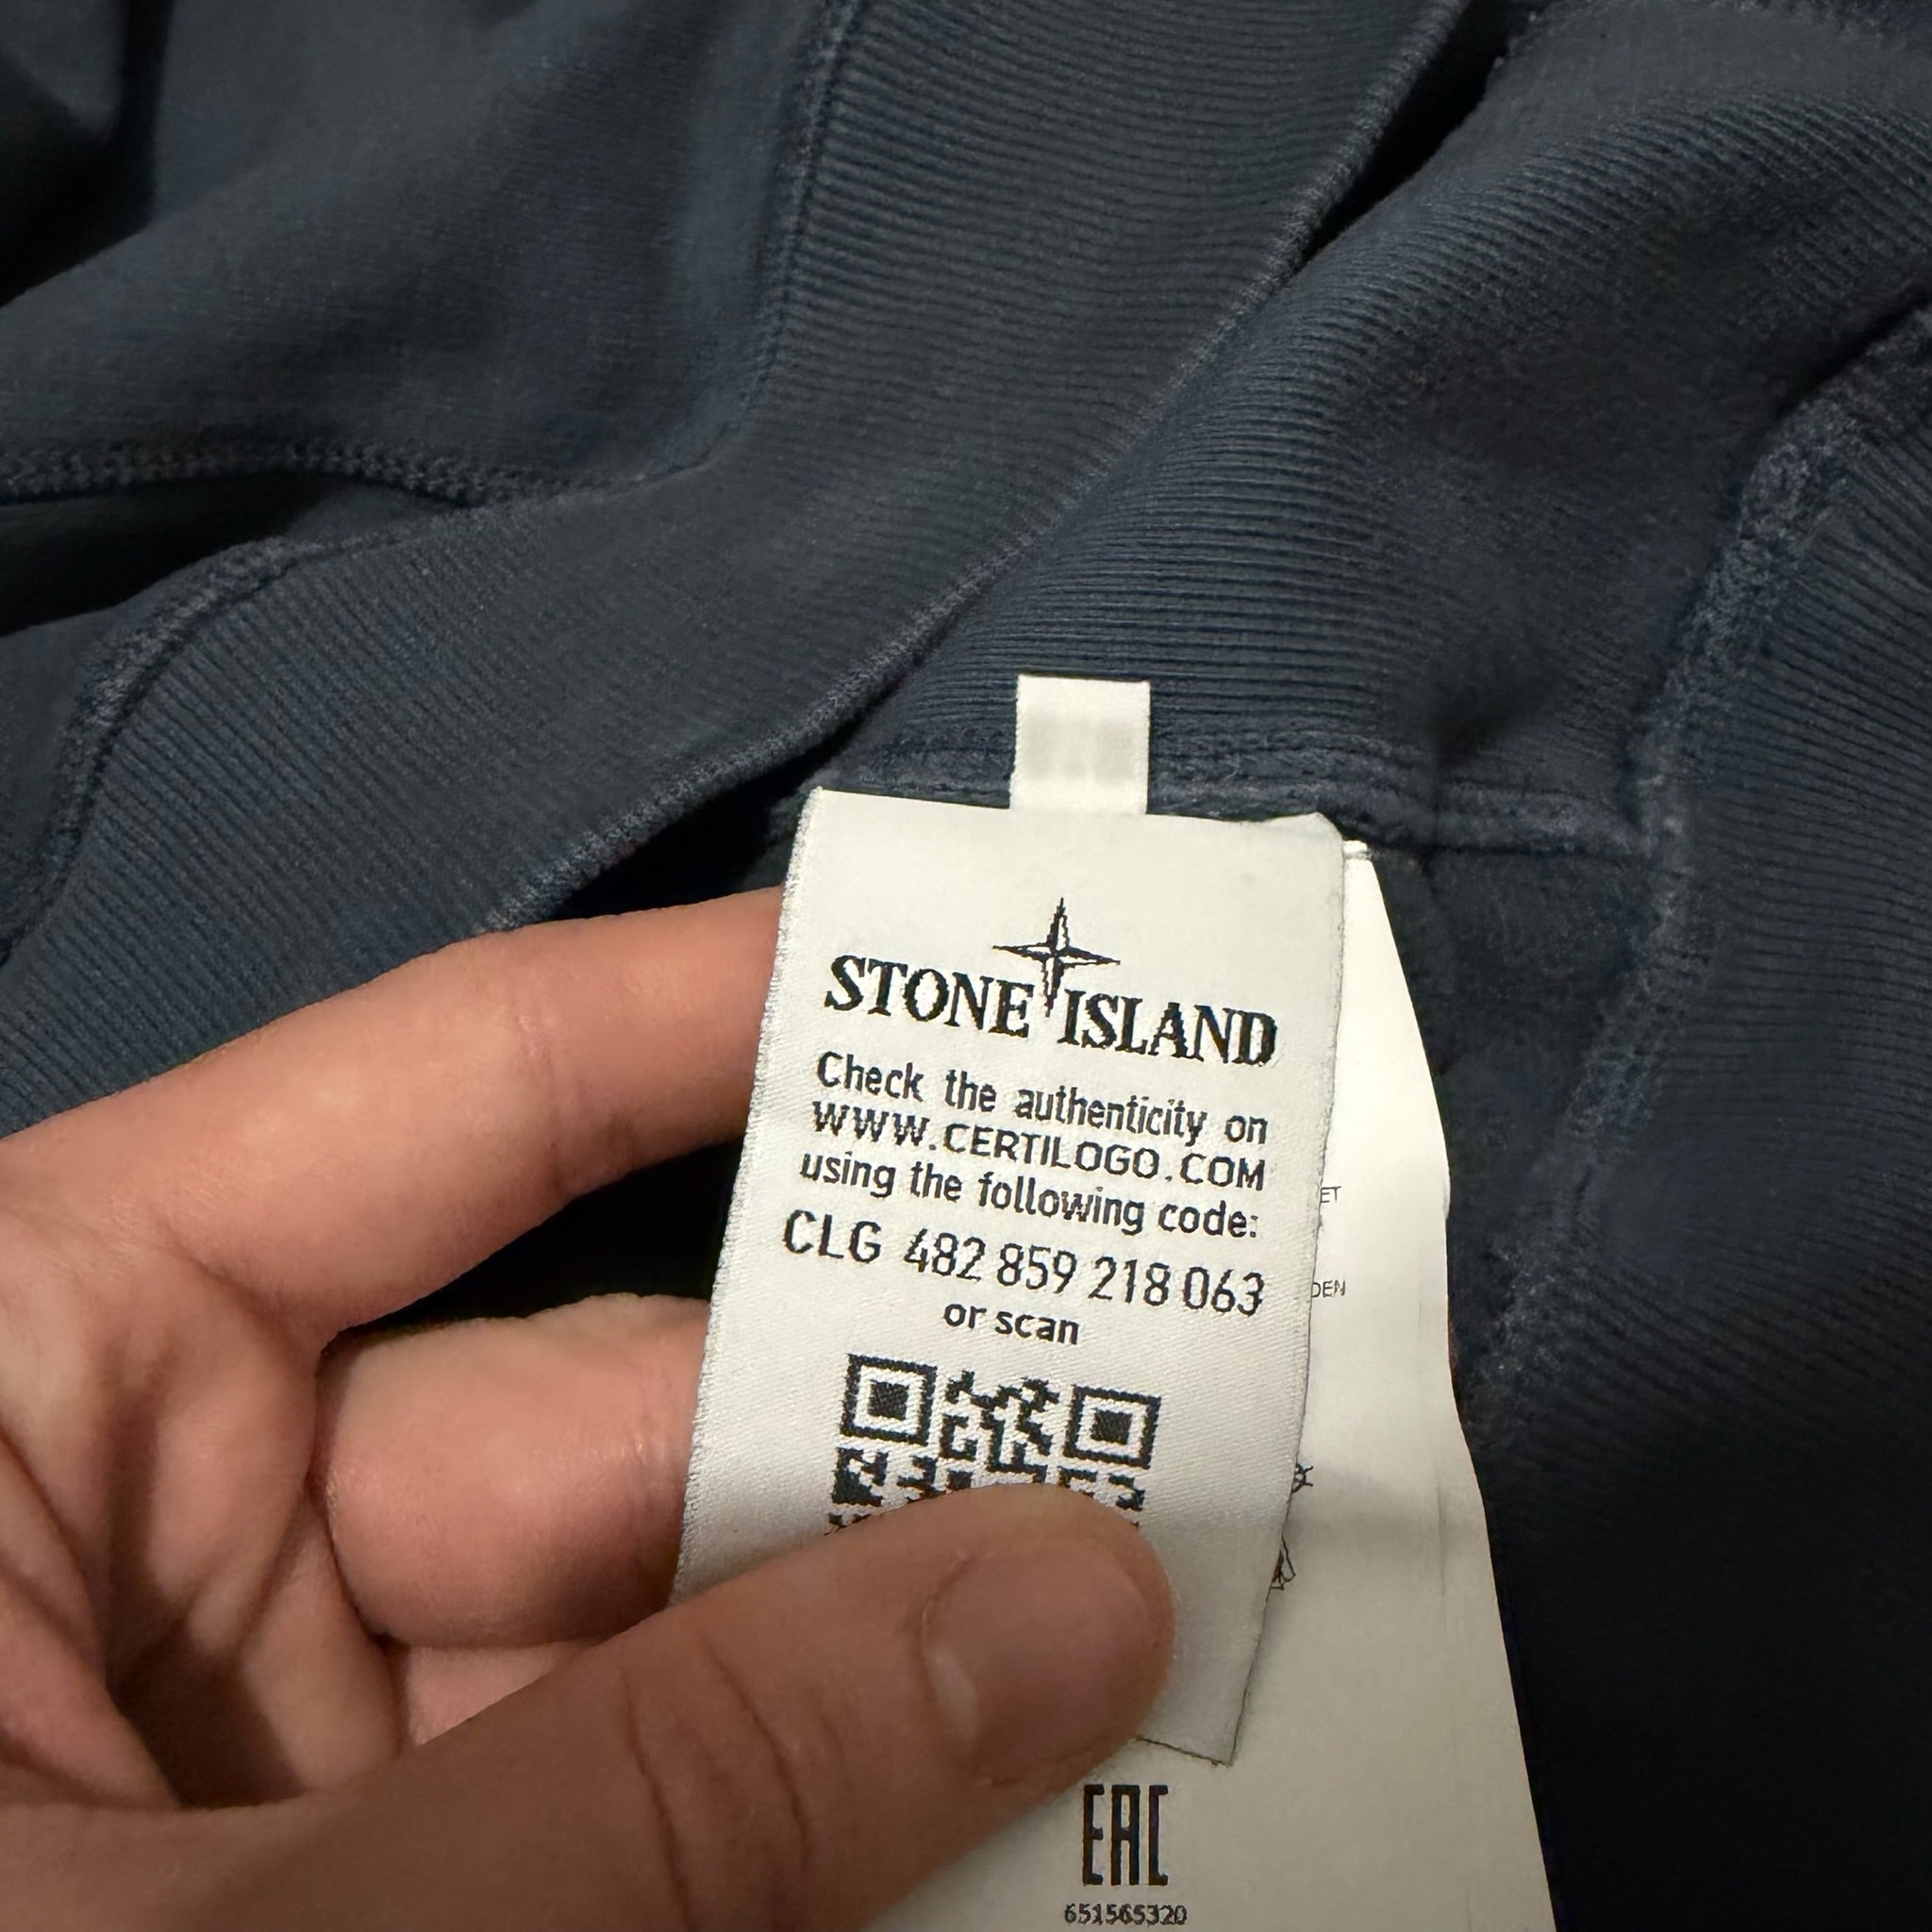 STONE ISLAND
Check the authenticity on
WWW.CERTILOGO.COM
using the following code:
CLG 482 859 218 063
or scan
EAC
651565320